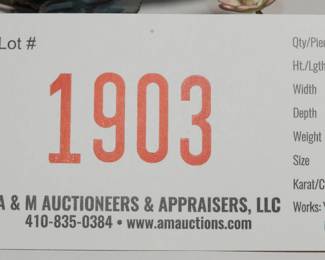 Lot #
1903
A & M AUCTIONEERS & APPRAISERS, LLC
410-835-0384 • www.amauctions.com
Qty/Pie
Ht./Lgth
Width
Depth
Weight
Size
Karat/C
Works: